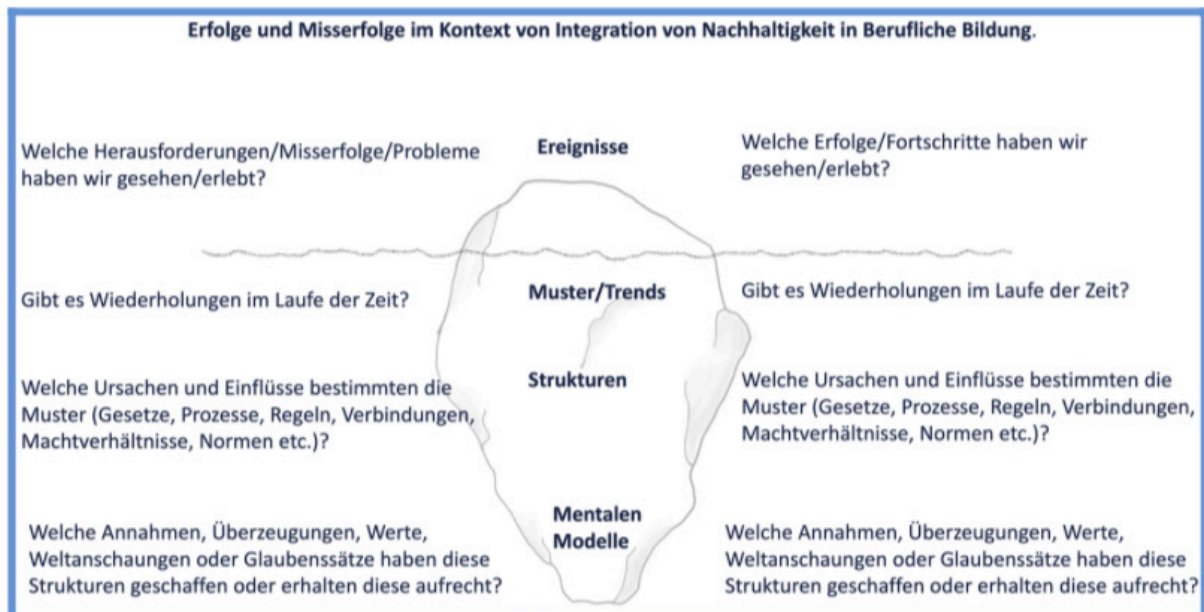 Erfolge und Misserfolge im Kontext von Integration von Nachhaltigkeit in Berufliche Bildung.
Welche Herausforderungen/Misserfolge/Probleme
haben wir gesehen/erlebt?
Ereignisse
Welche Erfolge/Fortschritte haben wir
gesehen/erlebt?
Gibt es Wiederholungen im Laufe der Zeit?
Muster/Trends
Gibt es Wiederholungen im Laufe der Zeit?
Welche Ursachen und Einflüsse bestimmten die
Muster (Gesetze, Prozesse, Regeln, Verbindungen,
Machtverhältnisse, Normen etc.)?
Strukturen
Welche Ursachen und Einflüsse bestimmten die
Muster (Gesetze, Prozesse, Regeln, Verbindungen,
Machtverhältnisse, Normen etc.)?
Welche Annahmen, Überzeugungen, Werte,
Weltanschaungen oder Glaubenssätze haben diese
Strukturen geschaffen oder erhalten diese aufrecht?
Mentalen
Modelle
Welche Annahmen, Überzeugungen, Werte,
Weltanschaungen oder Glaubenssätze haben diese
Strukturen geschaffen oder erhalten diese aufrecht?